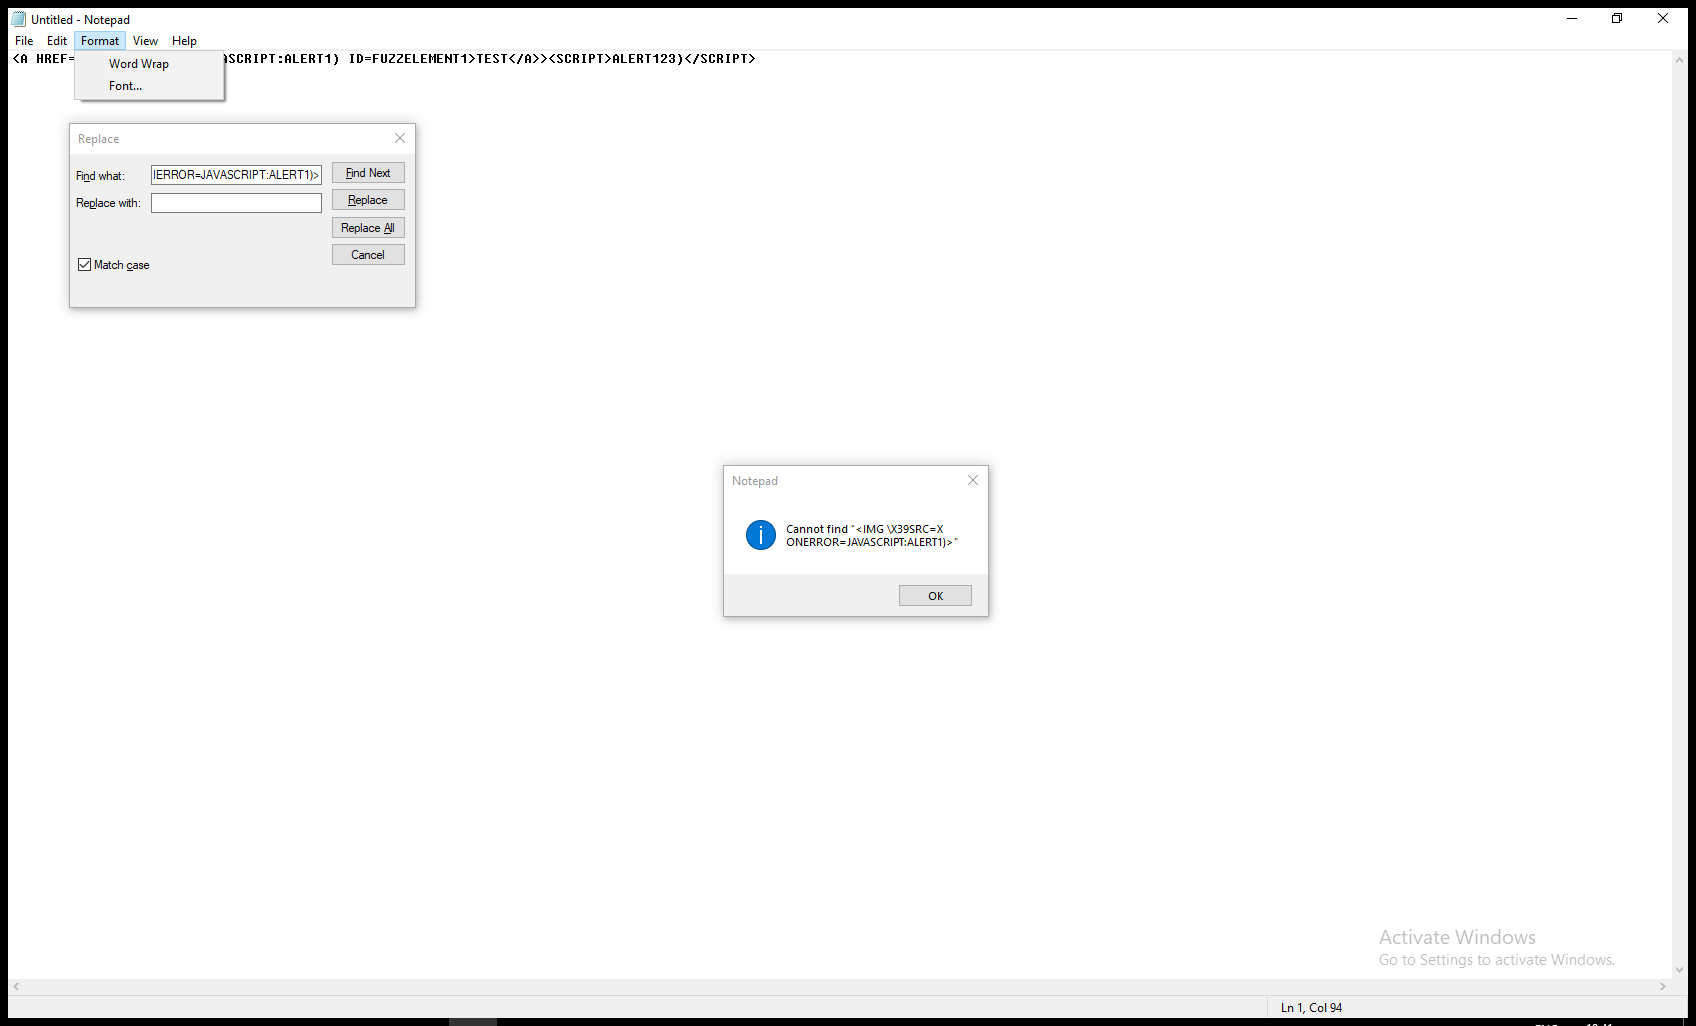 Untitled - Notepad
File Edit Format View Help
<A HREF= ASCRIPT:ALERT1) ID=FUZZELEMENT1>TEST</A>><SCRIPT>ALERT123)</SCRIPT>
Word Wrap
Font...
Replace
Find what: IERROR=JAVASCRIPT:ALERT1)> Find Next
Replace with: Replace
Replace All
Cancel
Match case
Notepad
Cannot find "<IMG \X39SRC=X
ONERROR=JAVASCRIPT:ALERT1)>"
OK
Activate Windows
Go to Settings to activate Windows.
Ln 1, Col 94